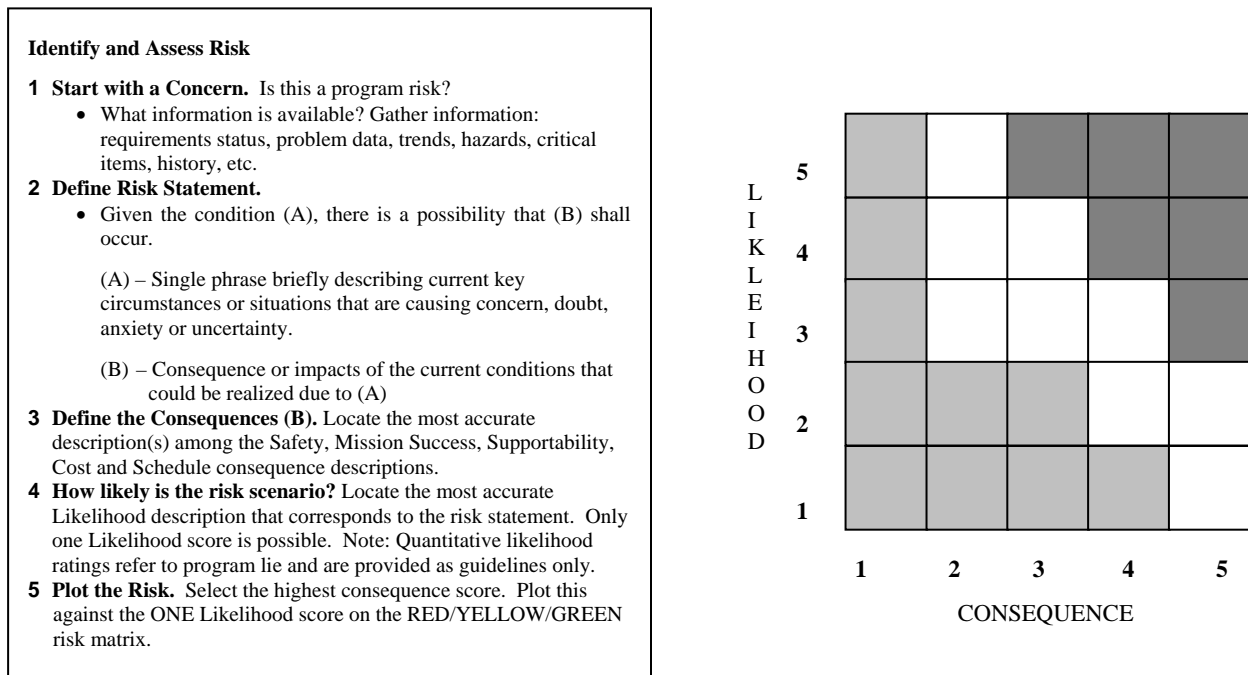 Identify and Assess Risk
1 Start with a Concern. Is this a program risk?
• What information is available? Gather information:
requirements status, problem data, trends, hazards, critical
items, history, etc.
2 Define Risk Statement.
• Given the condition (A), there is a possibility that (B) shall
occur.
(A) – Single phrase briefly describing current key
circumstances or situations that are causing concern, doubt,
anxiety or uncertainty.
(B) – Consequence or impacts of the current conditions that
could be realized due to (A)
3 Define the Consequences (B). Locate the most accurate
description(s) among the Safety, Mission Success, Supportability,
Cost and Schedule consequence descriptions.
4 How likely is the risk scenario? Locate the most accurate
Likelihood description that corresponds to the risk statement. Only
one Likelihood score is possible. Note: Quantitative likelihood
ratings refer to program lie and are provided as guidelines only.
5 Plot the Risk. Select the highest consequence score. Plot this
against the ONE Likelihood score on the RED/YELLOW/GREEN
risk matrix.
L
I
K
L
E
I
H
O
O
D
5
4
3
2
1
1 2 3 4 5
CONSEQUENCE